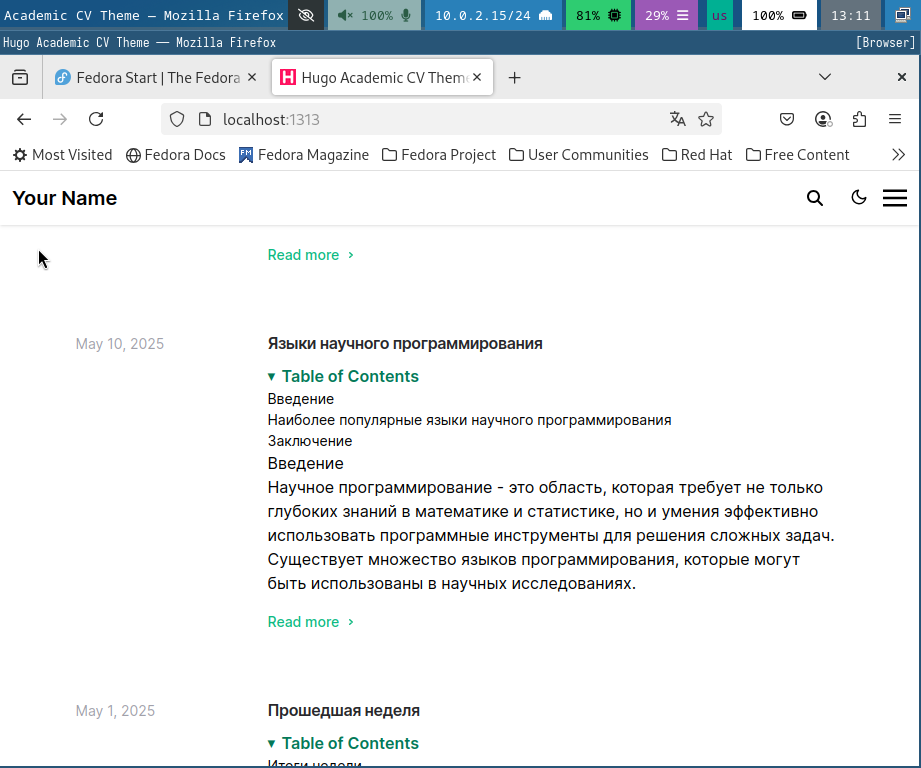 Academic CV Theme — Mozilla Firefox 100% 10.0.2.15/24 81% 29% us 100% 13:11
Hugo Academic CV Theme — Mozilla Firefox [Browser]
Fedora Start | The Fedora Hugo Academic CV Them
localhost:1313
Most Visited Fedora Docs Fedora Magazine Fedora Project User Communities Red Hat Free Content
Your Name
Read more ›
May 10, 2025 Языки научного программирования
▾ Table of Contents
Введение
Наиболее популярные языки научного программирования
Заключение
Введение
Научное программирование - это область, которая требует не только
глубоких знаний в математике и статистике, но и умения эффективно
использовать программные инструменты для решения сложных задач.
Существует множество языков программирования, которые могут
быть использованы в научных исследованиях.
Read more ›
May 1, 2025 Прошедшая неделя
▾ Table of Contents
Итоги недели